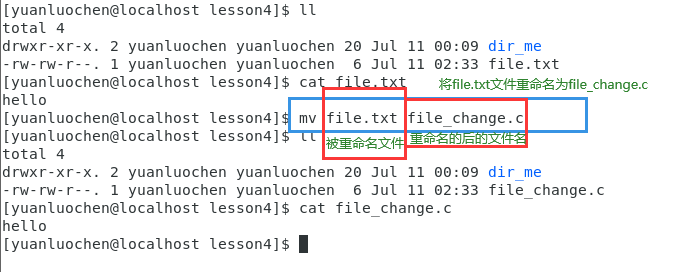 [yuanluochen@localhost lesson4]$ ll
total 4
drwxr-xr-x. 2 yuanluochen yuanluochen 20 Jul 11 00:09 dir_me
-rw-rw-r--. 1 yuanluochen yuanluochen  6 Jul 11 02:33 file.txt
[yuanluochen@localhost lesson4]$ cat file.txt 将file.txt文件重命名为file_change.c
hello
[yuanluochen@localhost lesson4]$ mv file.txt file_change.c
[yuanluochen@localhost lesson4]$ ll 被重命名文件 重命名的后的文件名
total 4
drwxr-xr-x. 2 yuanluochen yuanluochen 20 Jul 11 00:09 dir_me
-rw-rw-r--. 1 yuanluochen yuanluochen  6 Jul 11 02:33 file_change.c
[yuanluochen@localhost lesson4]$ cat file_change.c
hello
[yuanluochen@localhost lesson4]$